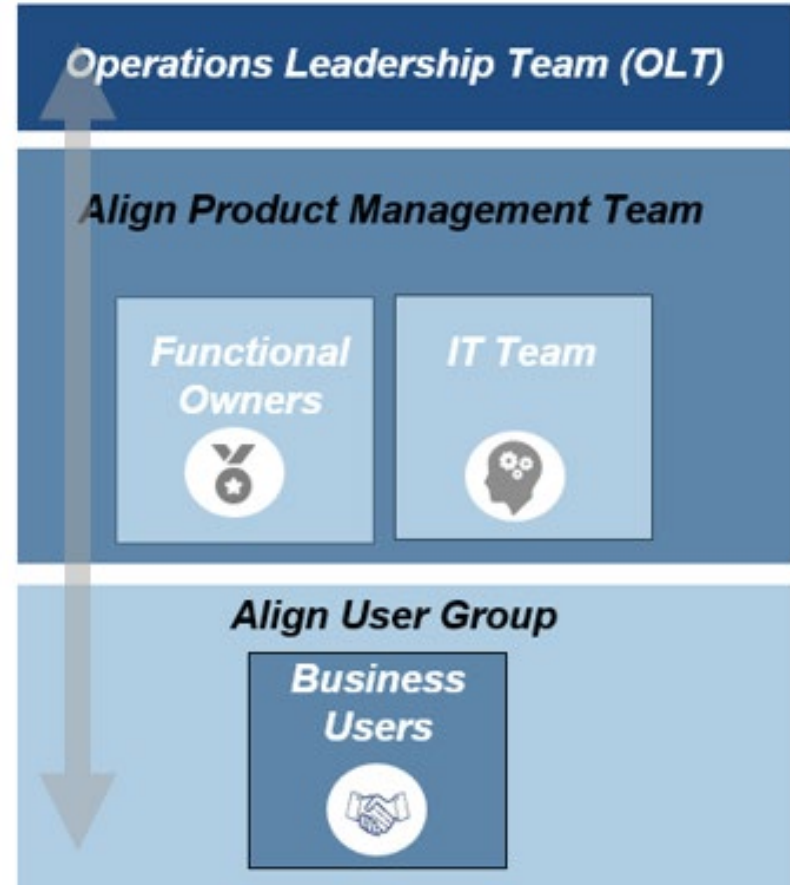 Operations Leadership Team (OLT)
Align Product Management Team
Functional
Owners
IT Team
Align User Group
Business
Users